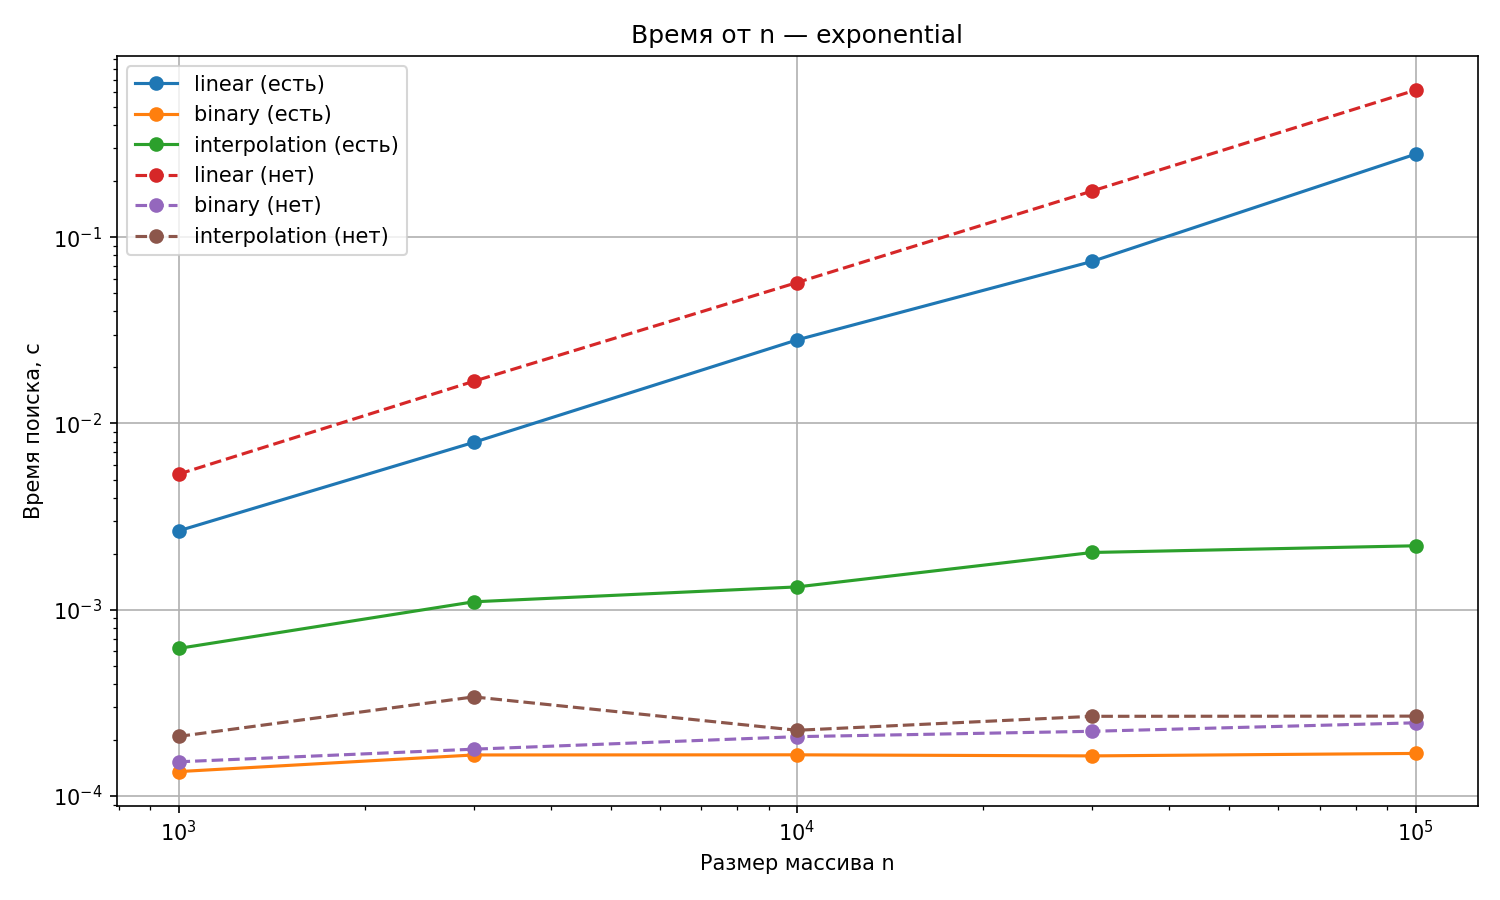 Время от n — exponential
linear (есть)
binary (есть)
interpolation (есть)
linear (нет)
binary (нет)
interpolation (нет)
Время поиска, с
10⁻¹
10⁻²
10⁻³
10⁻⁴
10³ 10⁴ 10⁵
Размер массива n